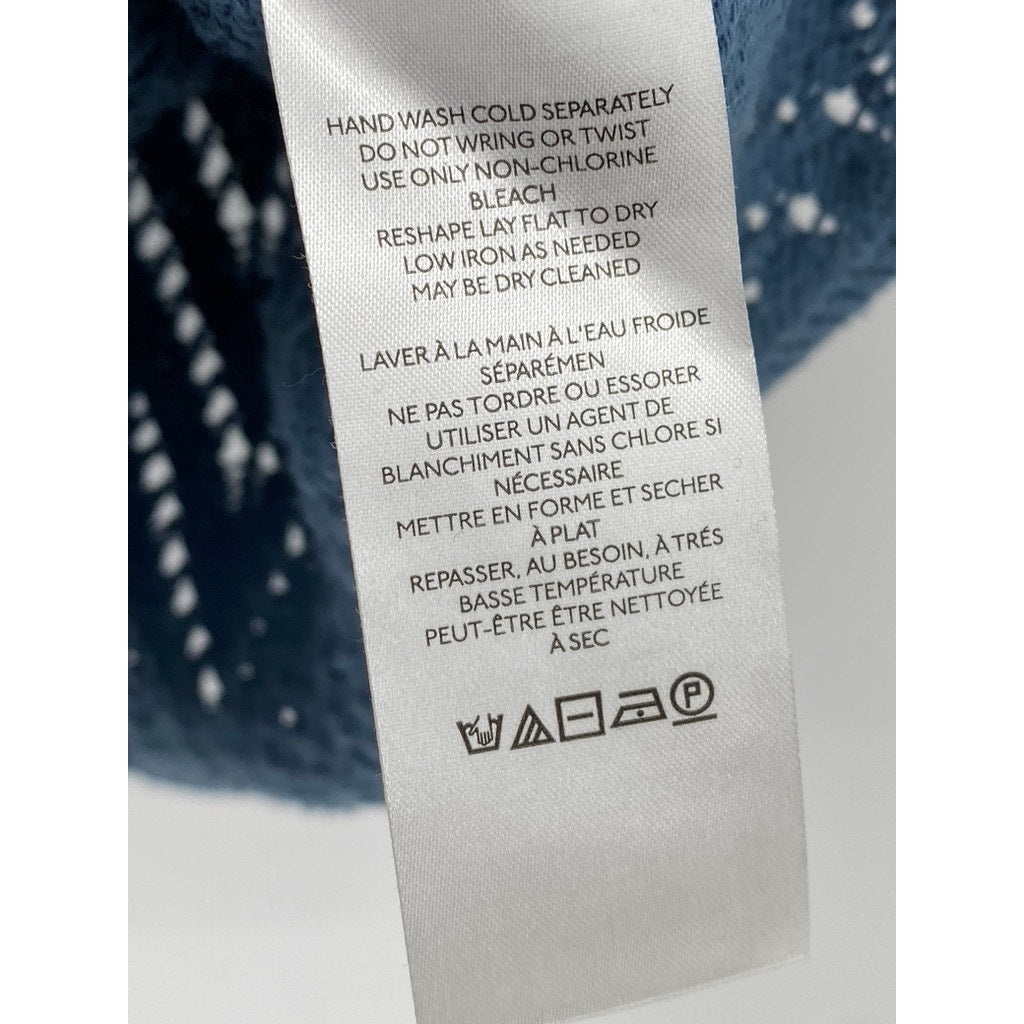 HAND WASH COLD SEPARATELY
DO NOT WRING OR TWIST
USE ONLY NON-CHLORINE
BLEACH
RESHAPE LAY FLAT TO DRY
LOW IRON AS NEEDED
MAY BE DRY CLEANED
LAVER À LA MAIN À L'EAU FROIDE
SÉPARÉMEN
NE PAS TORDRE OU ESSORER
UTILISER UN AGENT DE
BLANCHIMENT SANS CHLORE SI
NÉCESSAIRE
METTRE EN FORME ET SECHER
À PLAT
REPASSER, AU BESOIN, À TRÉS
BASSE TEMPÉRATURE
PEUT-ÊTRE ÊTRE NETTOYÉE
À SEC
P